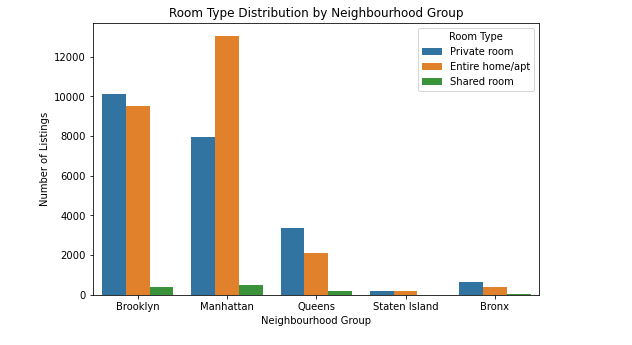 Room Type Distribution by Neighbourhood Group
Room Type
Private room
Entire home/apt
Shared room
Number of Listings
12000
10000
8000
6000
4000
2000
0
Brooklyn Manhattan Queens Staten Island Bronx
Neighbourhood Group